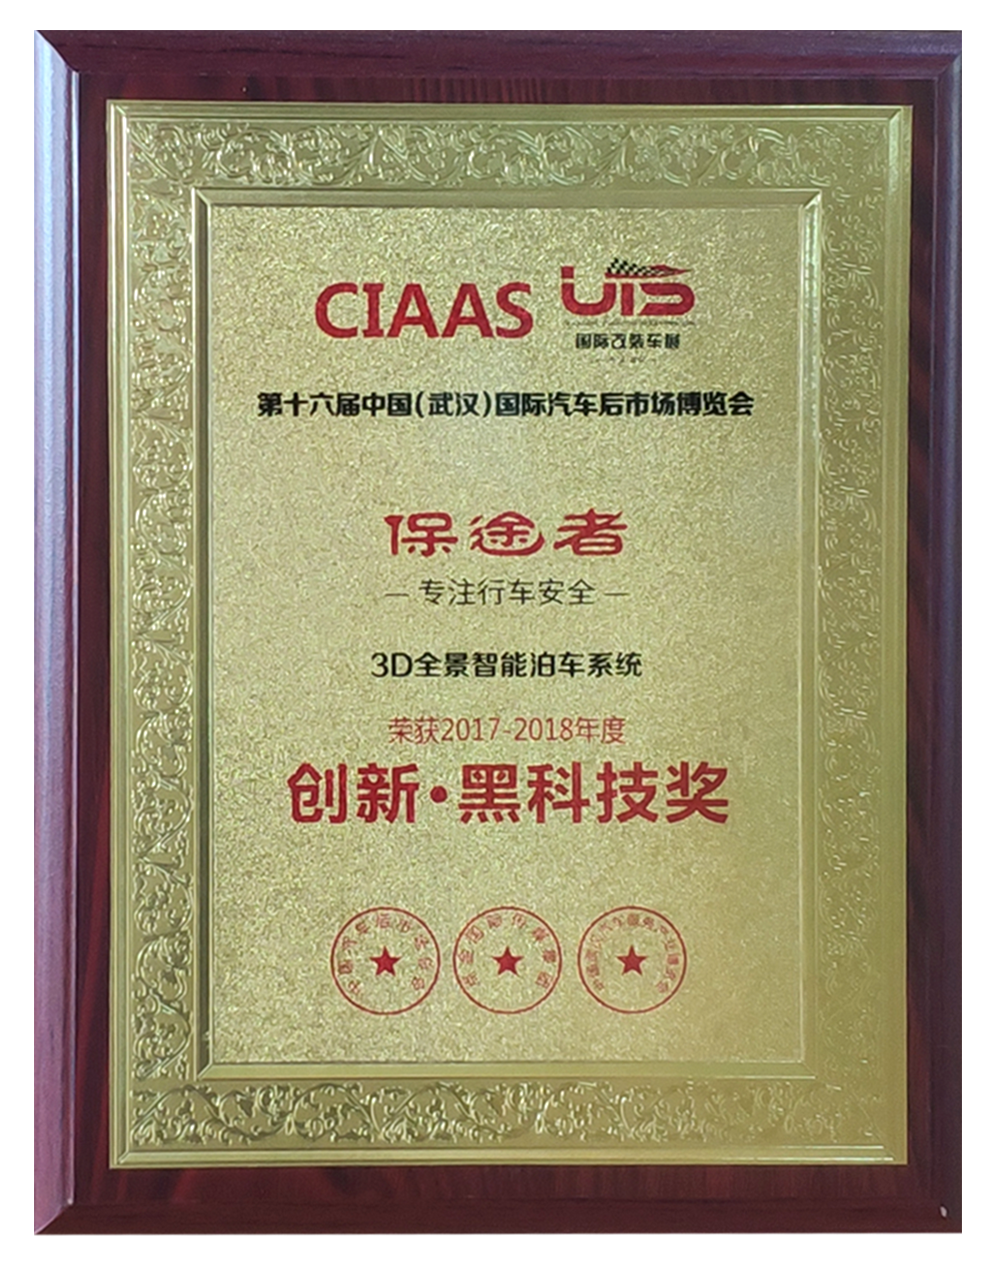 CIAAS UIS
国际改装车展
第十六届中国(武汉)国际汽车后市场博览会
保途者
—专注行车安全—
3D全景智能泊车系统
荣获2017-2018年度
创新·黑科技奖